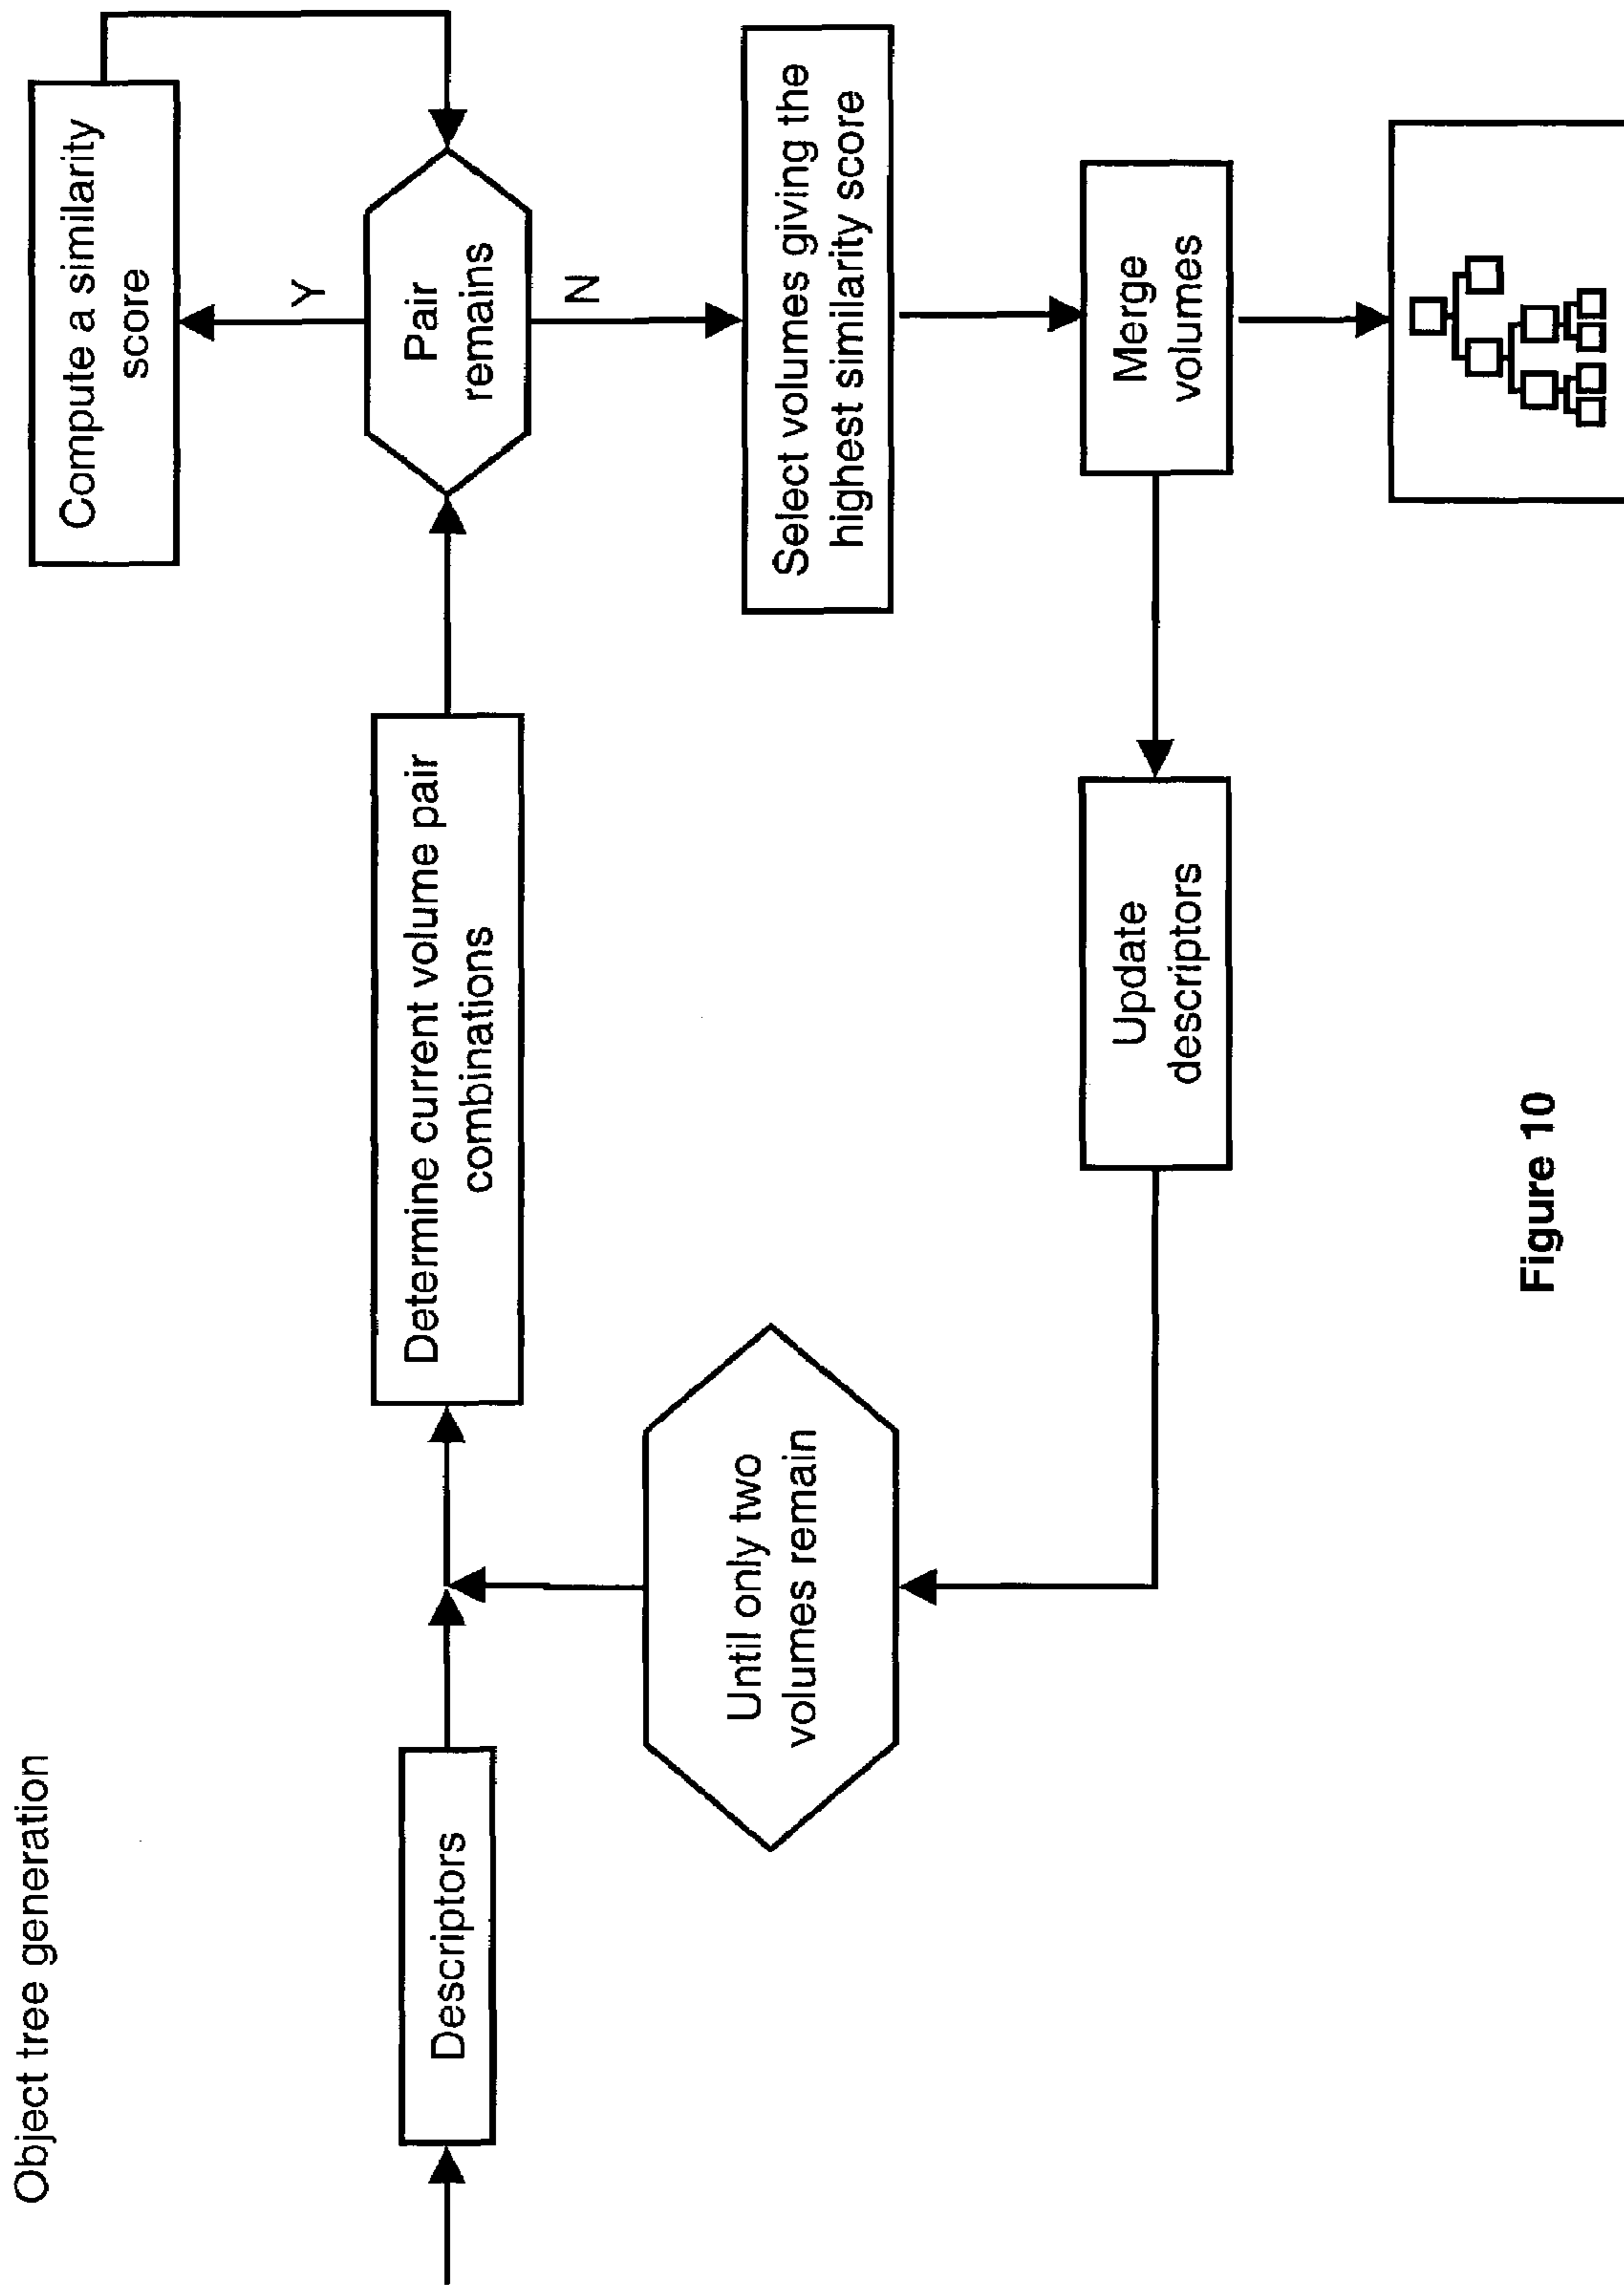 Object tree generation
Descriptors
Determine current volume pair
combinations
Compute a similarity
score
Y
Pair
remains
N
Select volumes giving the
highest similarity score
Merge
volumes
Update
descriptors
Until only two
volumes remain
Figure 10